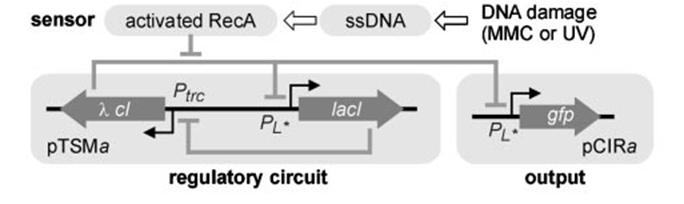 sensor activated RecA ssDNA DNA damage
(MMC or UV)
λ cI Ptrc PL* lacI PL* gfp
pTSMa pCIRa
regulatory circuit output